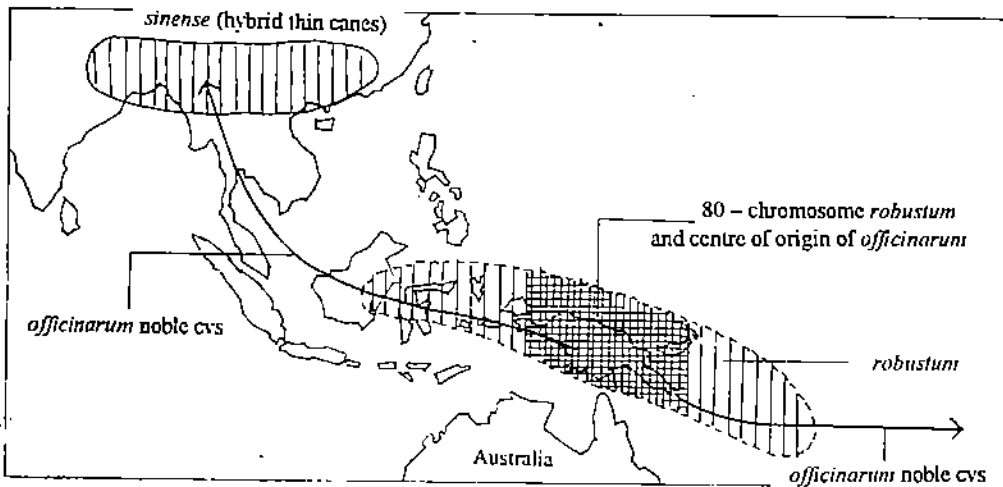 sinense (hybrid thin canes)
80 – chromosome robustum
and centre of origin of officinarum
officinarum noble cvs
robustum
Australia
officinarum noble cvs